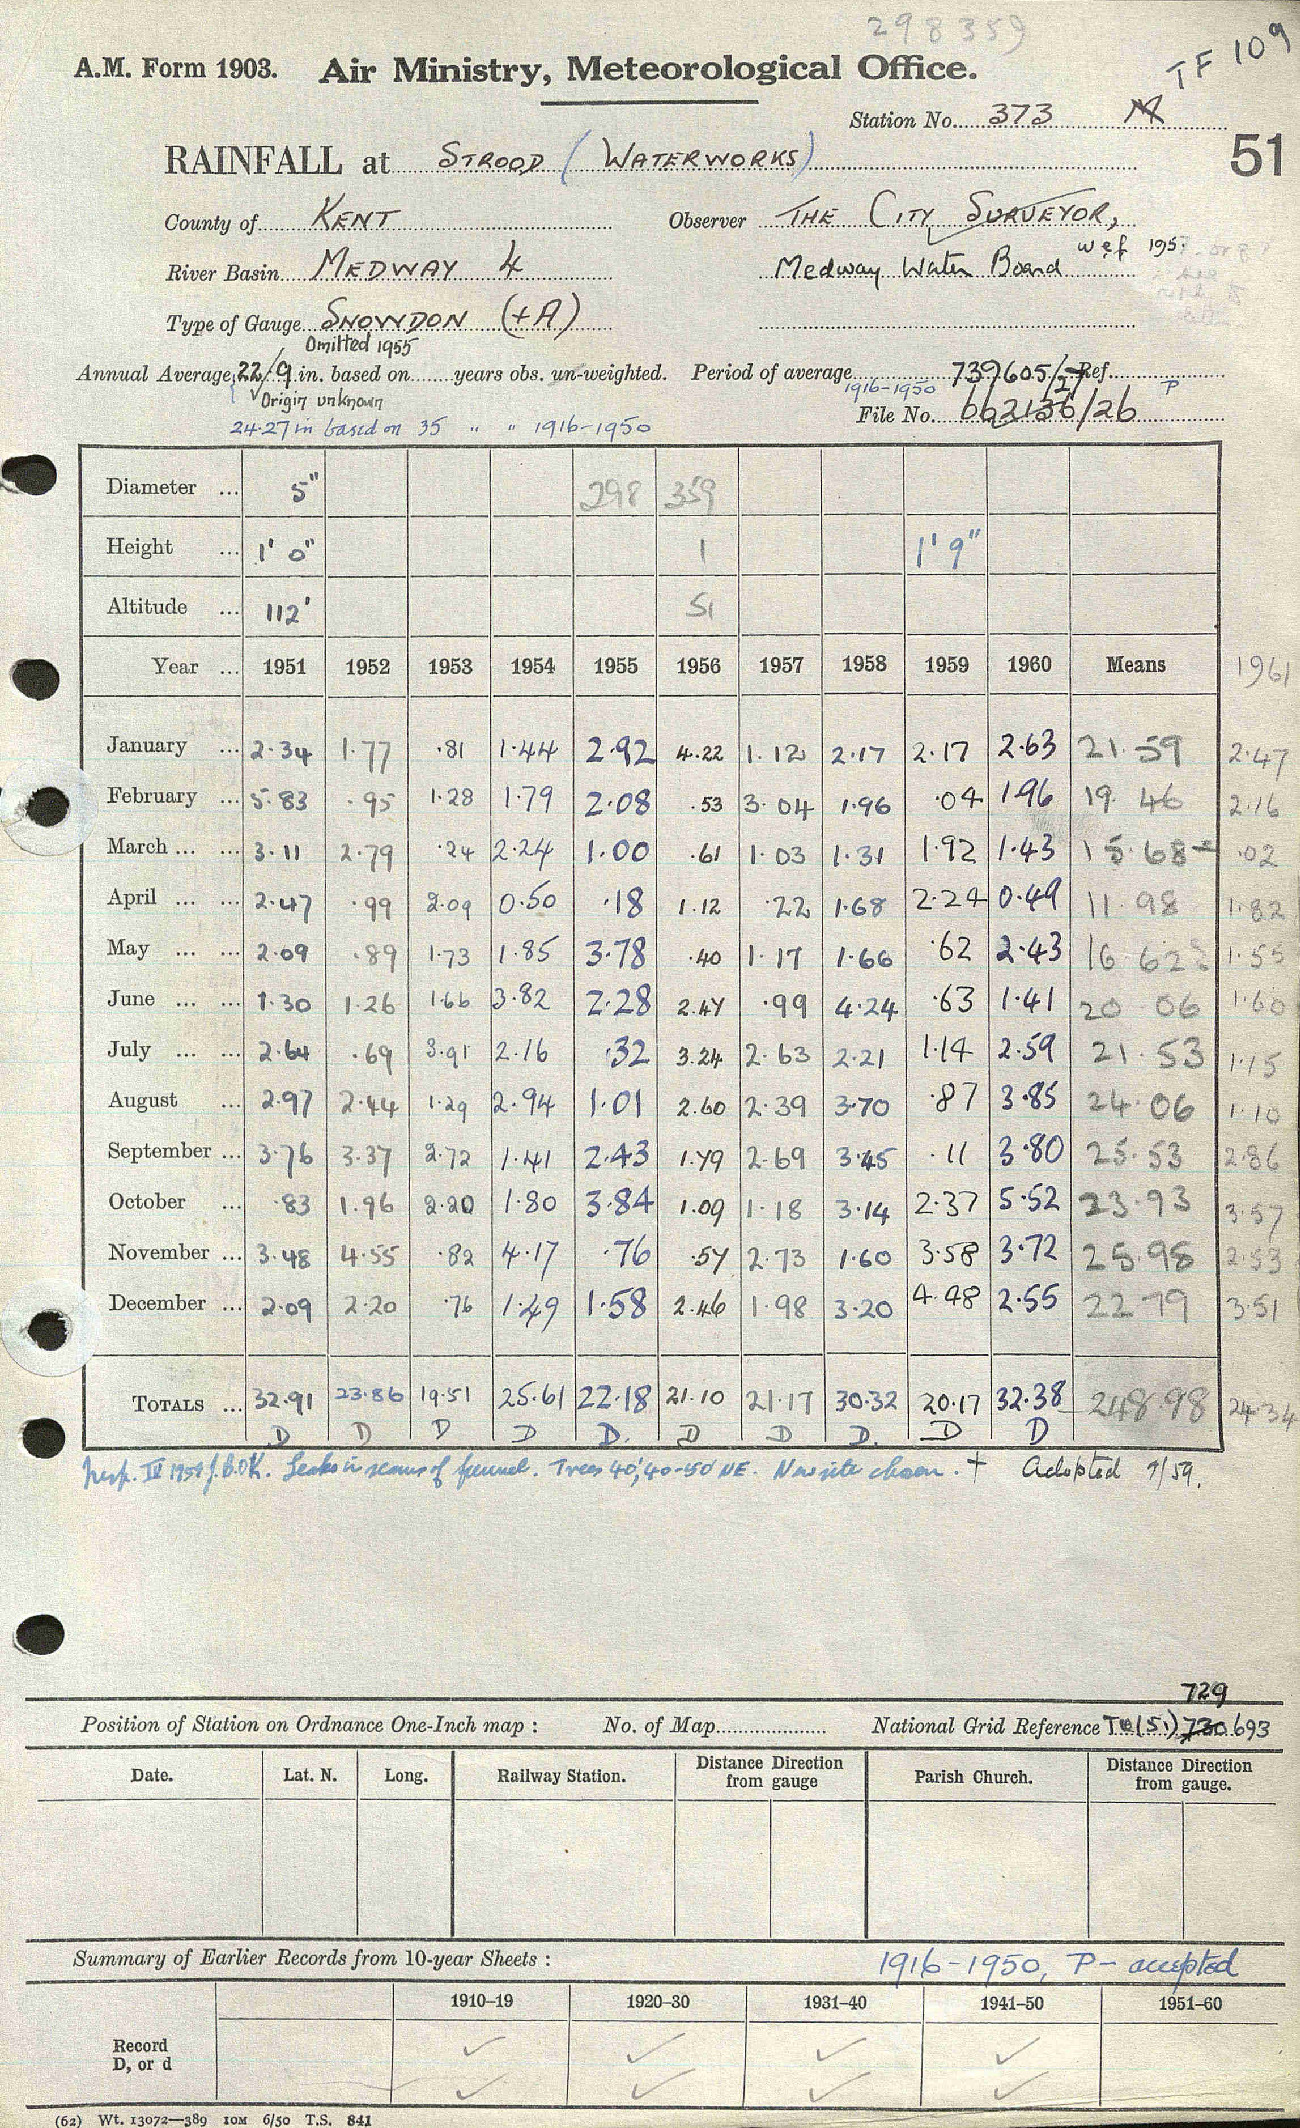 298359
TF 109
A.M. Form 1903. Air Ministry, Meteorological Office.
Station No. 373 M
51
RAINFALL at STROOD (WATERWORKS)
County of KENT Observer THE CITY SURVEYOR,
River Basin MEDWAY 4 Medway Water Board wef 195
Type of Gauge SNOWDON (+A)
Omitted 1955
Annual Average 22/9 in. based on years obs. un-weighted. Period of average 739605/27 Ref.
Origin unknown 1916-1950 File No. 662136/26 P
24.27 in based on 35 " " 1916-1950
Diameter ... 5" 298 359
Height ... 1' 0" 1 1' 9"
Altitude ... 112' 51
Year ... 1951 1952 1953 1954 1955 1956 1957 1958 1959 1960 Means 1961
January ... 2.34 1.77 .81 1.44 2.92 4.22 1.12 2.17 2.17 2.63 21.59 2.47
February ... 5.83 .95 1.28 1.79 2.08 .53 3.04 1.96 .04 1.96 19.46 2.16
March ... ... 3.11 2.79 .24 2.24 1.00 .61 1.03 1.31 1.92 1.43 15.68 .02
April ... ... 2.47 .99 2.09 0.50 .18 1.12 .22 1.68 2.24 0.49 11.98 1.82
May ... ... 2.09 .89 1.73 1.85 3.78 .40 1.17 1.66 .62 2.43 16.62 1.55
June ... ... 1.30 1.26 1.66 3.82 2.28 2.47 .99 4.24 .63 1.41 20 06 1.60
July ... ... 2.64 .69 3.91 2.16 .32 3.24 2.63 2.21 1.14 2.59 21 53 1.15
August ... 2.97 2.44 1.29 2.94 1.01 2.60 2.39 3.70 .87 3.85 24.06 1.10
September ... 3.76 3.37 2.72 1.41 2.43 1.79 2.69 3.45 .11 3.80 25.53 2.86
October ... .83 1.96 2.20 1.80 3.84 1.09 1.18 3.14 2.37 5.52 23.93 3.57
November ... 3.48 4.55 .82 4.17 .76 .57 2.73 1.60 3.58 3.72 25.98 2.53
December ... 2.09 2.20 .76 1.49 1.58 2.46 1.98 3.20 4.48 2.55 22 79 3.51
TOTALS ... 32.91 23.86 19.51 25.61 22.18 21.10 21.17 30.32 20.17 32.38 248.98 24.34
D D D D D. D D D. D D
Insp. IV 1959 J.B.OK. Leaks in seams of funnel. Trees 40', 40-50' NE. New site chosen. + Adopted 7/59.
729
Position of Station on Ordnance One-Inch map : No. of Map National Grid Reference TQ(51) 730 693
Date. Lat. N. Long. Railway Station. Distance Direction from gauge Parish Church. Distance Direction from gauge.
Summary of Earlier Records from 10-year Sheets : 1916-1950, P- accepted
1910–19 1920–30 1931–40 1941–50 1951–60
Record ✓ ✓ ✓ ✓
D, or d ✓ ✓ ✓ ✓
(62) Wt. 13072—389 10M 6/50 T.S. 841